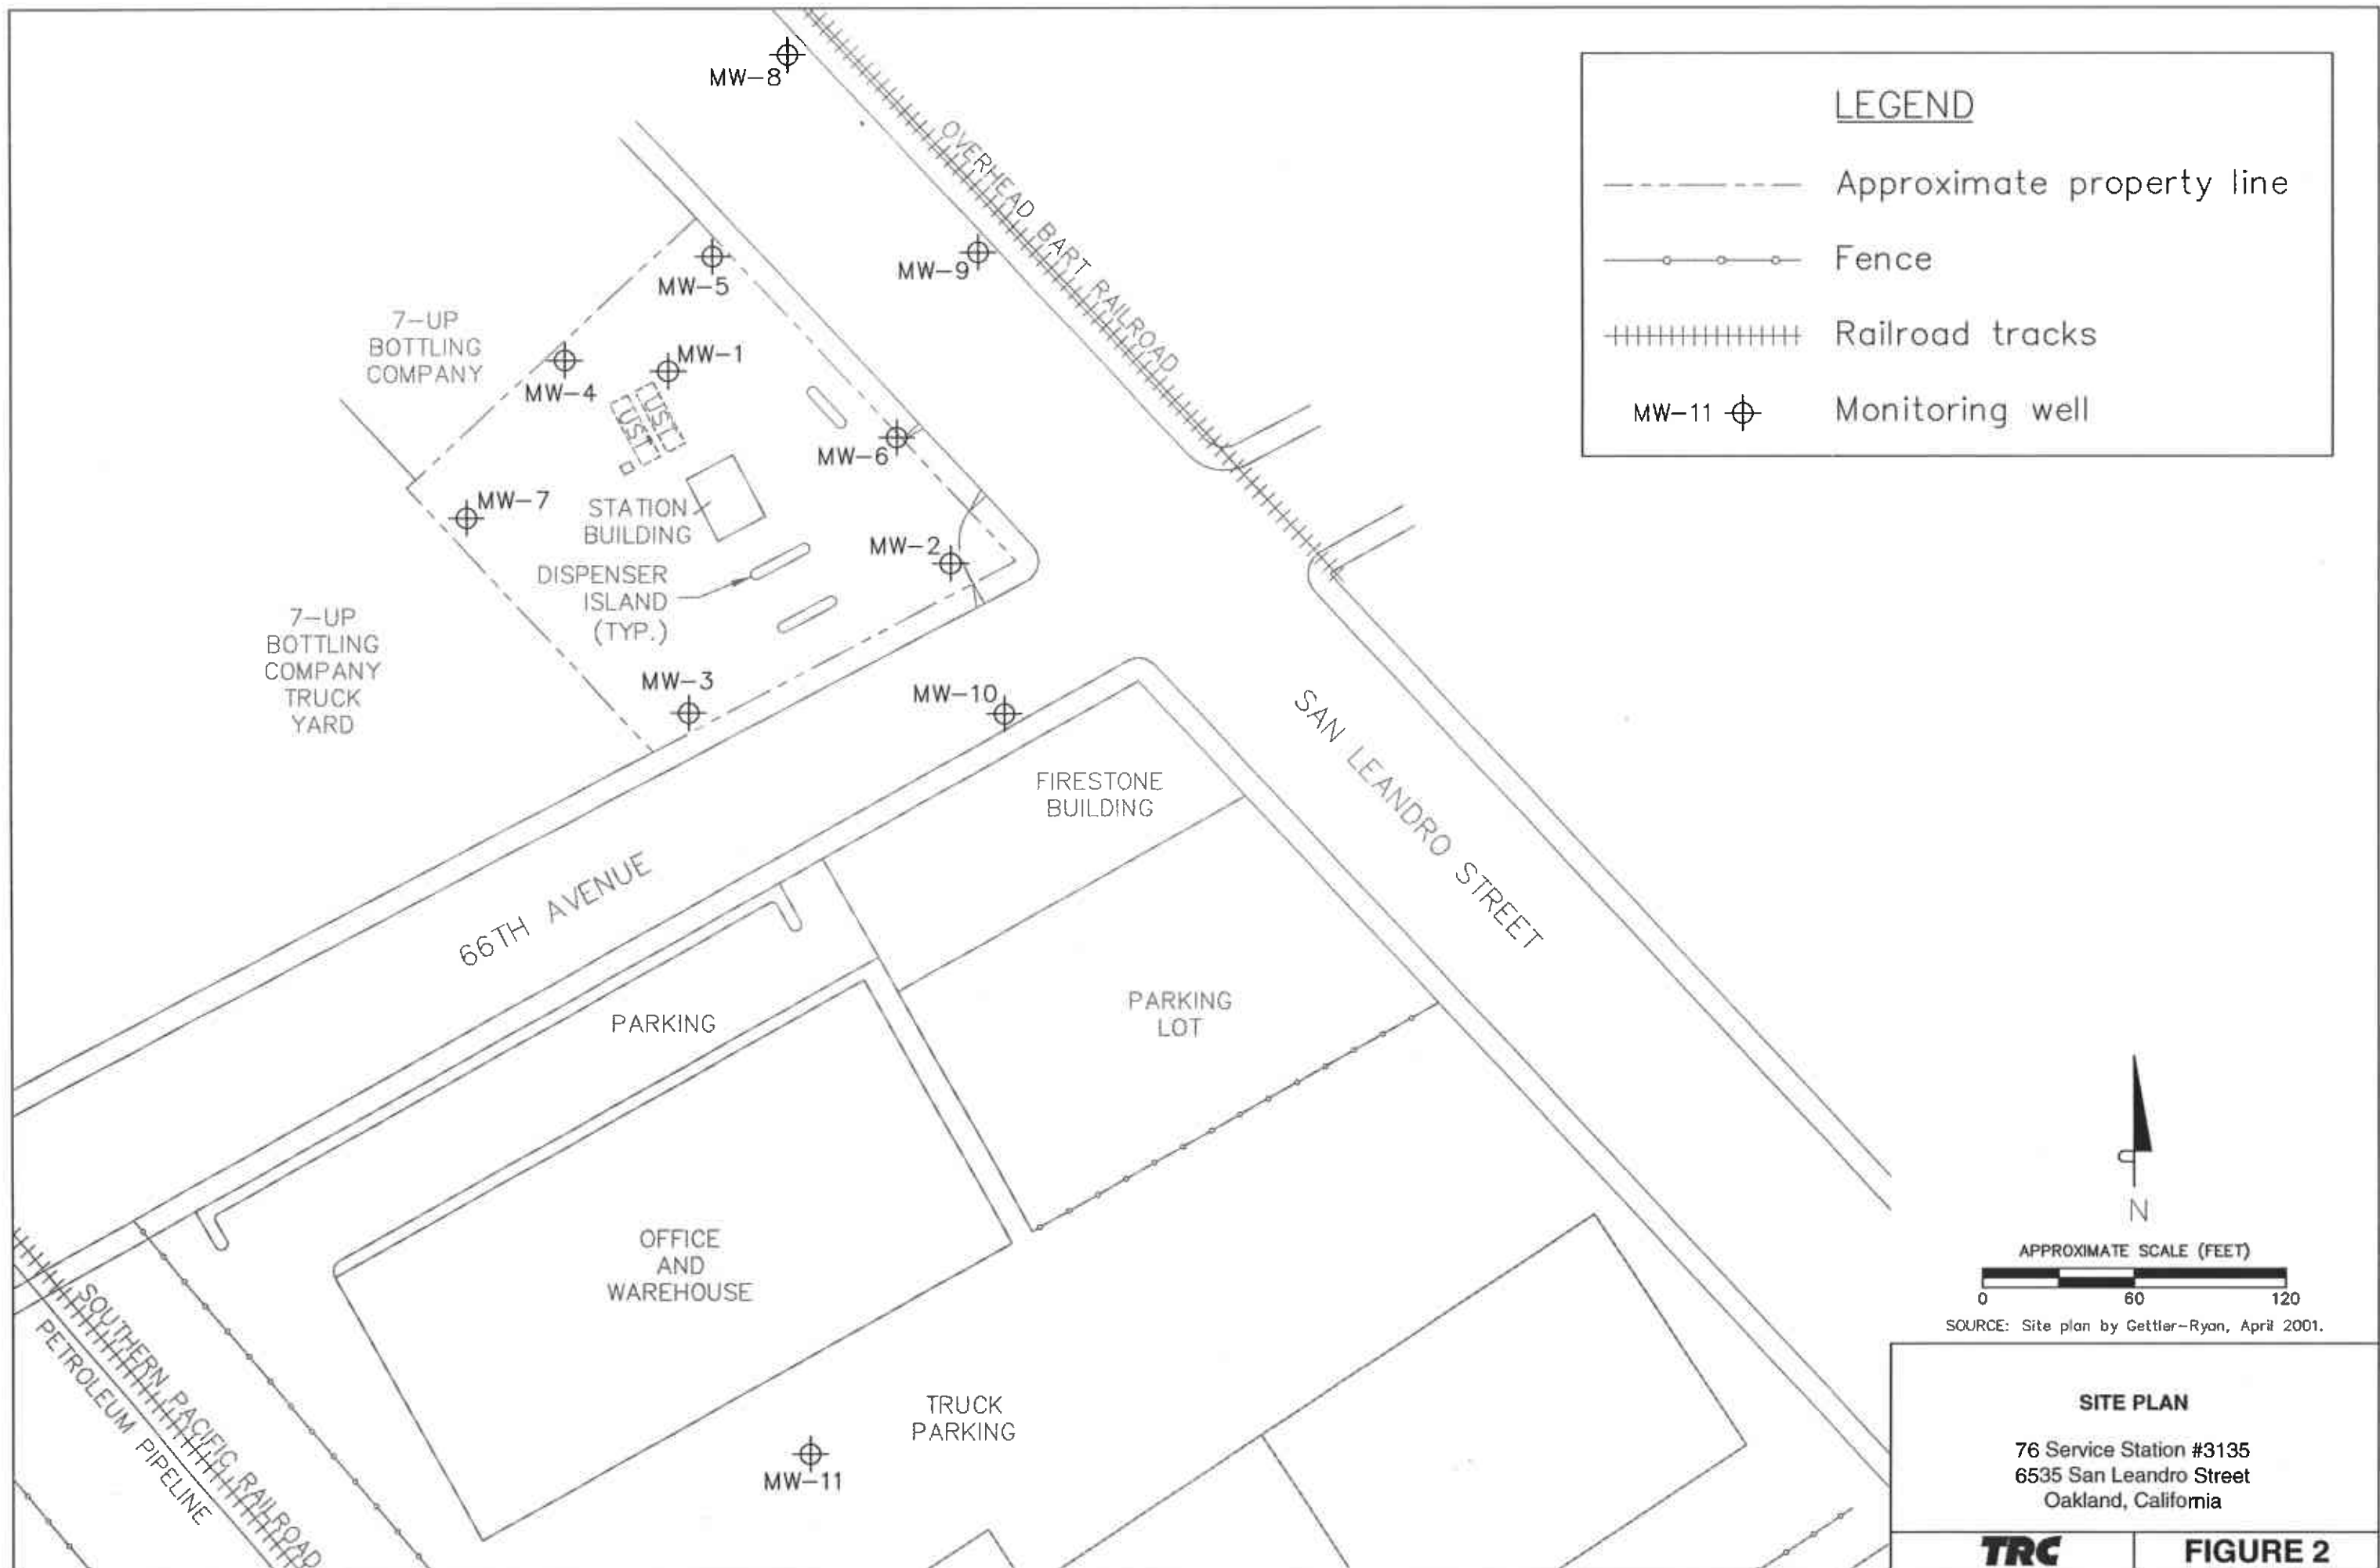 MW-8
OVERHEAD BART RAILROAD
MW-9
MW-5
7-UP
BOTTLING
COMPANY
MW-4
MW-1
UST
UST
MW-6
MW-7
STATION
BUILDING
MW-2
DISPENSER
ISLAND
(TYP.)
7-UP
BOTTLING
COMPANY
TRUCK
YARD
MW-3
MW-10
SAN LEANDRO STREET
FIRESTONE
BUILDING
66TH AVENUE
PARKING
PARKING
LOT
OFFICE
AND
WAREHOUSE
SOUTHERN PACIFIC RAILROAD
PETROLEUM PIPELINE
TRUCK
PARKING
MW-11
LEGEND
Approximate property line
Fence
Railroad tracks
MW-11 Monitoring well
N
APPROXIMATE SCALE (FEET)
0 60 120
SOURCE: Site plan by Gettler-Ryan, April 2001.
SITE PLAN
76 Service Station #3135
6535 San Leandro Street
Oakland, California
TRC FIGURE 2